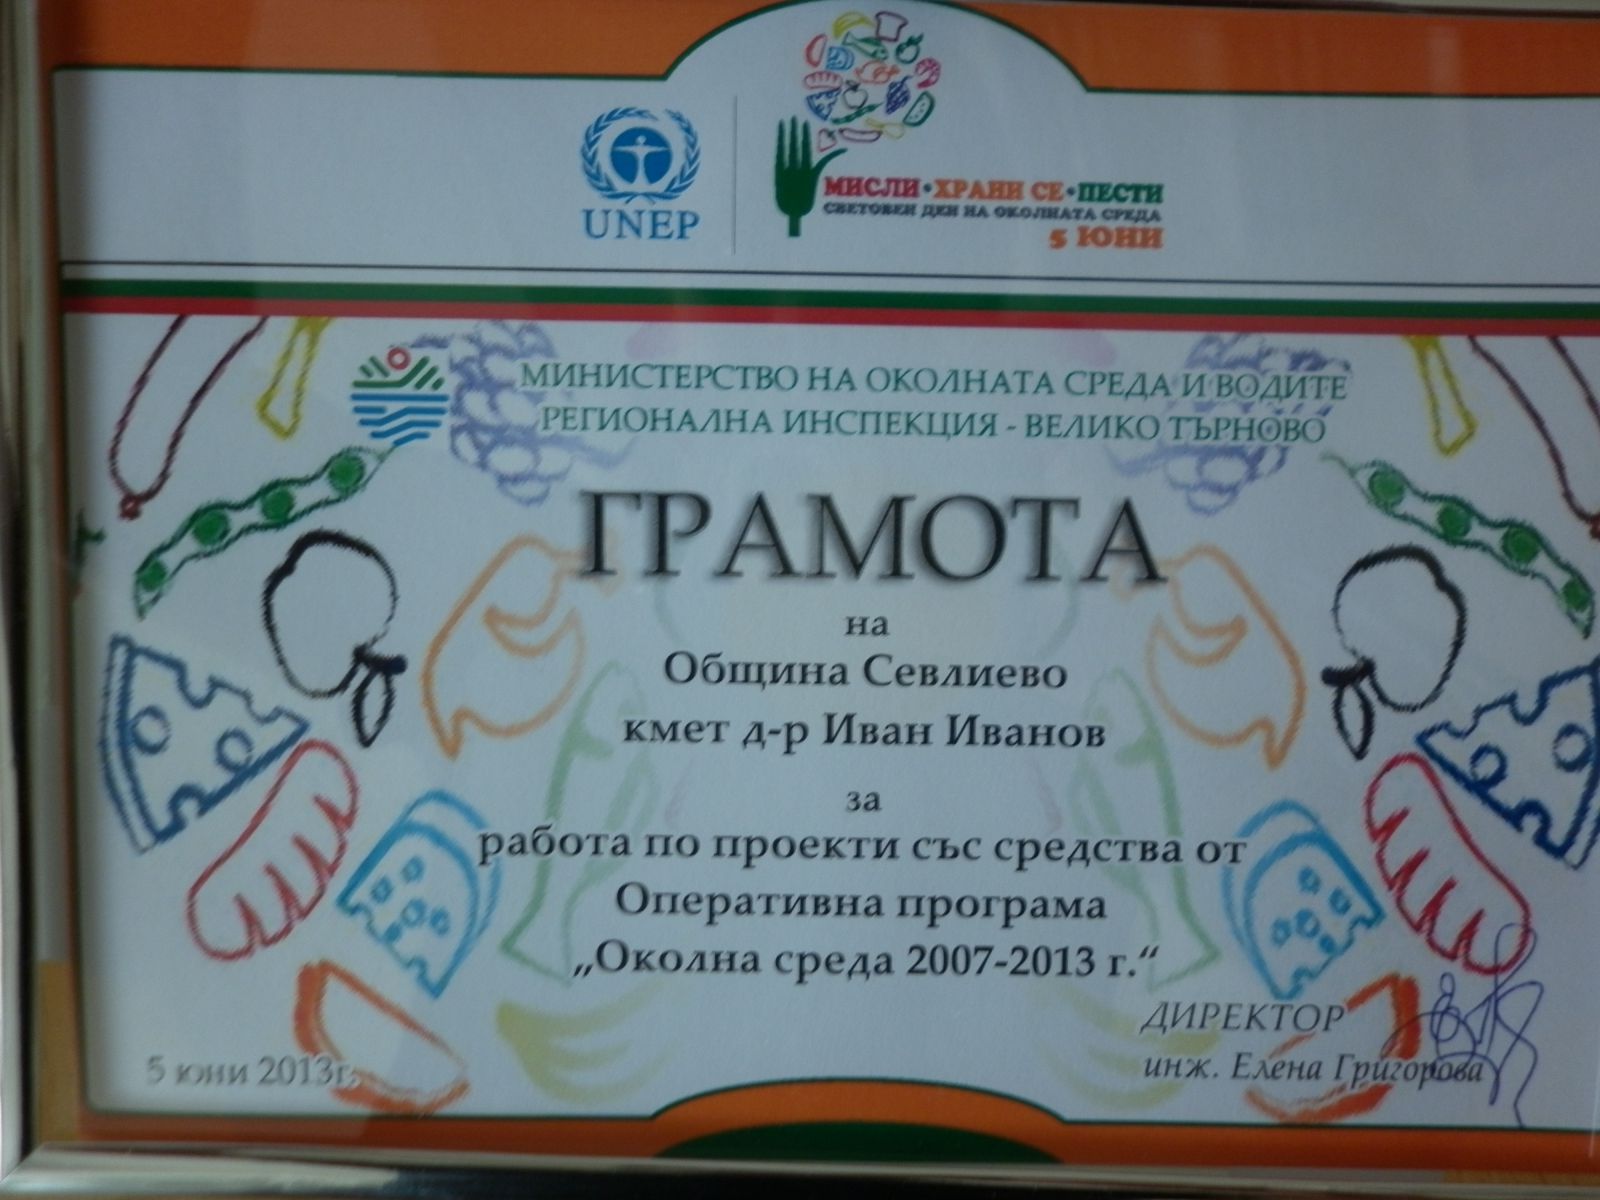 UNEP
МИСЛИ•ХРАНИ СЕ•ПЕСТИ
СВЕТОВЕН ДЕН НА ОКОЛНАТА СРЕДА
5 ЮНИ
МИНИСТЕРСТВО НА ОКОЛНАТА СРЕДА И ВОДИТЕ
РЕГИОНАЛНА ИНСПЕКЦИЯ - ВЕЛИКО ТЪРНОВО
ГРАМОТА
на
Община Севлиево
кмет д-р Иван Иванов
за
работа по проекти със средства от
Оперативна програма
„Околна среда 2007-2013 г.“
ДИРЕКТОР
инж. Елена Григорова
5 юни 2013г.